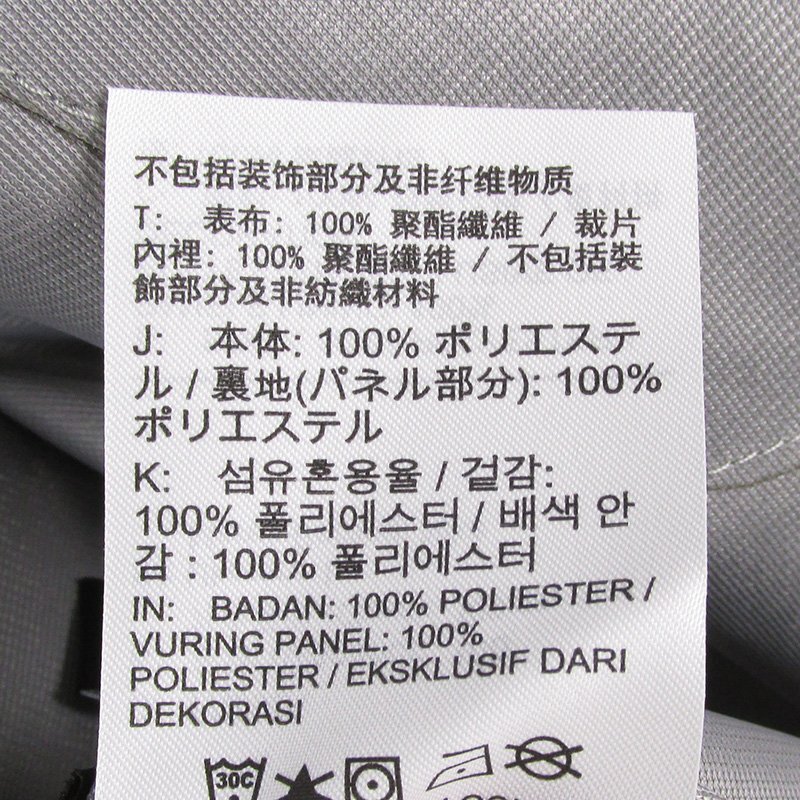 不包括装饰部分及非纤维物质
T: 表布: 100% 聚酯纖維 / 裁片
內裡: 100% 聚酯纖維 / 不包括裝
飾部分及非紡織材料
J: 本体: 100% ポリエステ
ル / 裏地(パネル部分): 100%
ポリエステル
K: 섬유혼용율 / 겉감:
100% 폴리에스터 / 배색 안
감 : 100% 폴리에스터
IN: BADAN: 100% POLIESTER /
VURING PANEL: 100%
POLIESTER / EKSKLUSIF DARI
DEKORASI
30C